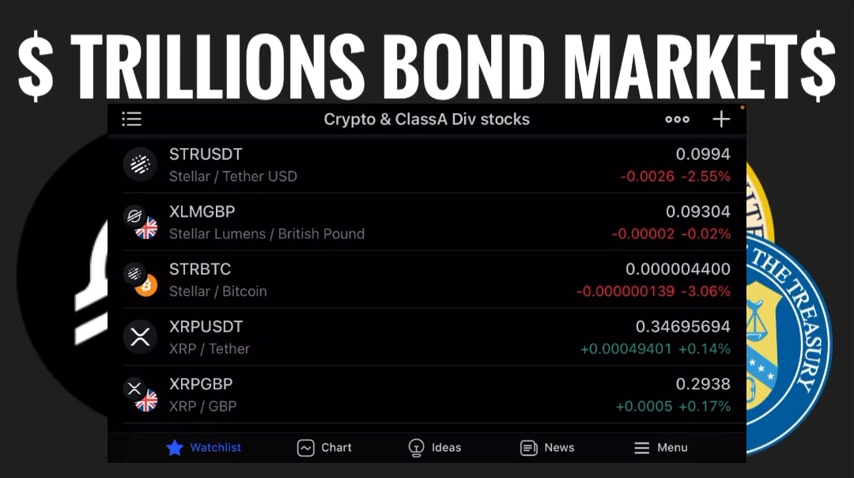 $ TRILLIONS BOND MARKET$
Crypto & ClassA Div stocks
STRUSDT
0.0994
Stellar / Tether USD
-0.0026 -2.55%
XLMGBP
0.09304
Stellar Lumens / British Pound
-0.00002 -0.02%
STRBTC
0.000004400
Stellar / Bitcoin
-0.000000139 -3.06%
XRPUSDT
0.34695694
XRP / Tether
+0.00049401 +0.14%
XRPGBP
0.2938
XRP / GBP
+0.0005 +0.17%
Watchlist
Chart
Ideas
News
Menu
THE TREASURY